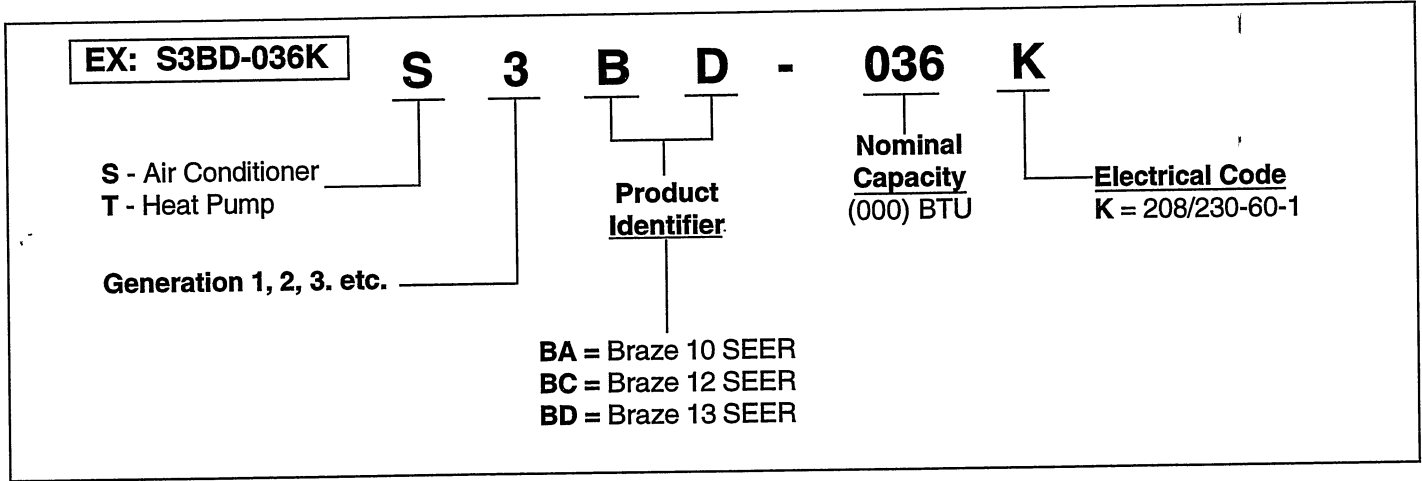 EX: S3BD-036K
S 3 B D - 036 K
S - Air Conditioner
T - Heat Pump
Generation 1, 2, 3. etc.
Product
Identifier
BA = Braze 10 SEER
BC = Braze 12 SEER
BD = Braze 13 SEER
Nominal
Capacity
(000) BTU
Electrical Code
K = 208/230-60-1